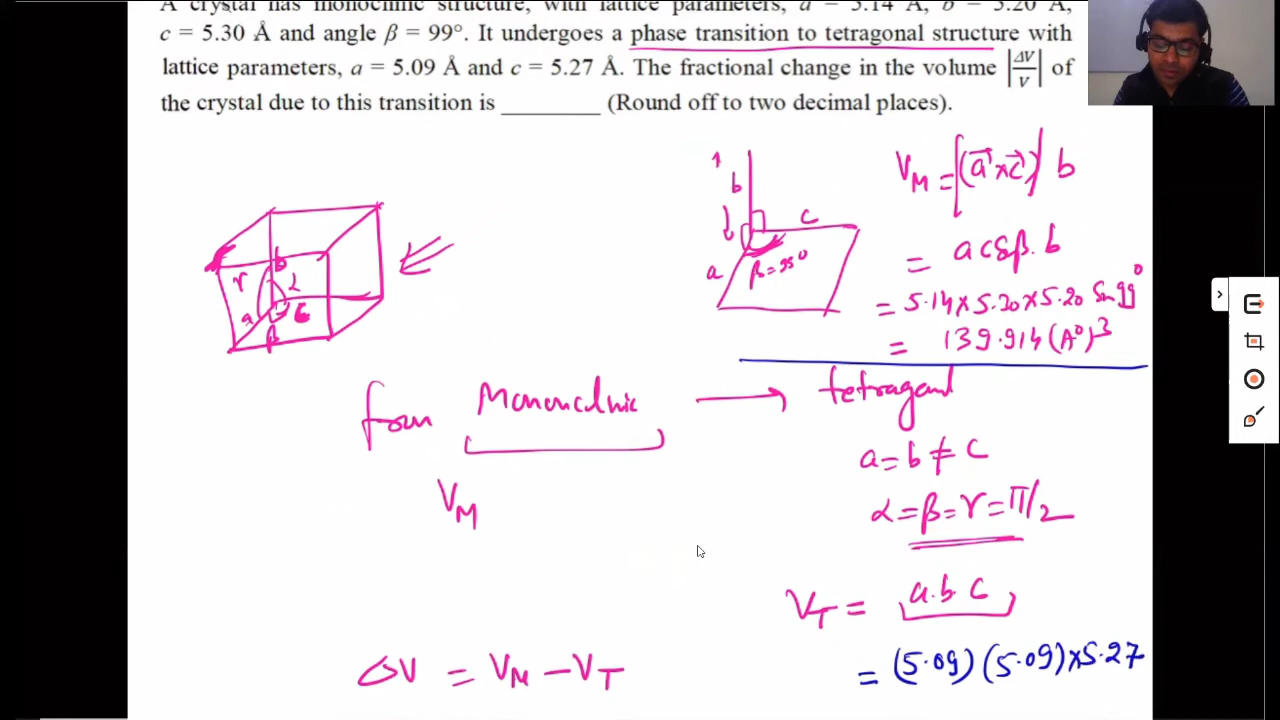 A crystal has monoclinic structure, with lattice parameters, a = 5.14 Å, b = 5.20 Å,
c = 5.30 Å and angle β = 99°. It undergoes a phase transition to tetragonal structure with
lattice parameters, a = 5.09 Å and c = 5.27 Å. The fractional change in the volume |ΔV/V| of
the crystal due to this transition is ________ (Round off to two decimal places).
V_M = |(a⃗×c⃗)| b
b
c
a
β=99°
= ac Sβ. b
= 5.14×5.30×5.20 Sin 99°
= 139.914 (A°)³
b
γ
α
a
c
β
from Monoclinic → tetragonal
a=b≠c
V_M
α=β=γ=π/2
V_T = a.b c
ΔV = V_M − V_T
= (5.09)(5.09)×5.27